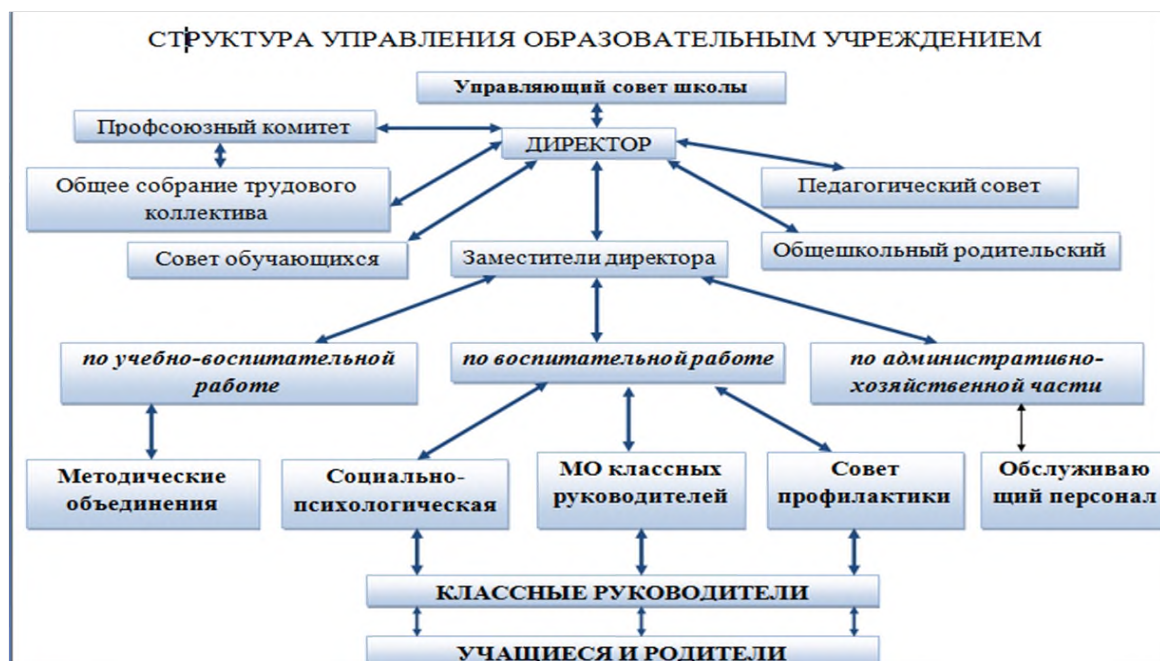 СТРУКТУРА УПРАВЛЕНИЯ ОБРАЗОВАТЕЛЬНЫМ УЧРЕЖДЕНИЕМ
Управляющий совет школы
Профсоюзный комитет
ДИРЕКТОР
Общее собрание трудового
коллектива
Педагогический совет
Совет обучающихся
Заместители директора
Общешкольный родительский
по учебно-воспитательной
работе
по воспитательной работе
по административно-
хозяйственной части
Методические
объединения
Социально-
психологическая
МО классных
руководителей
Совет
профилактики
Обслуживаю
щий персонал
КЛАССНЫЕ РУКОВОДИТЕЛИ
УЧАЩИЕСЯ И РОДИТЕЛИ